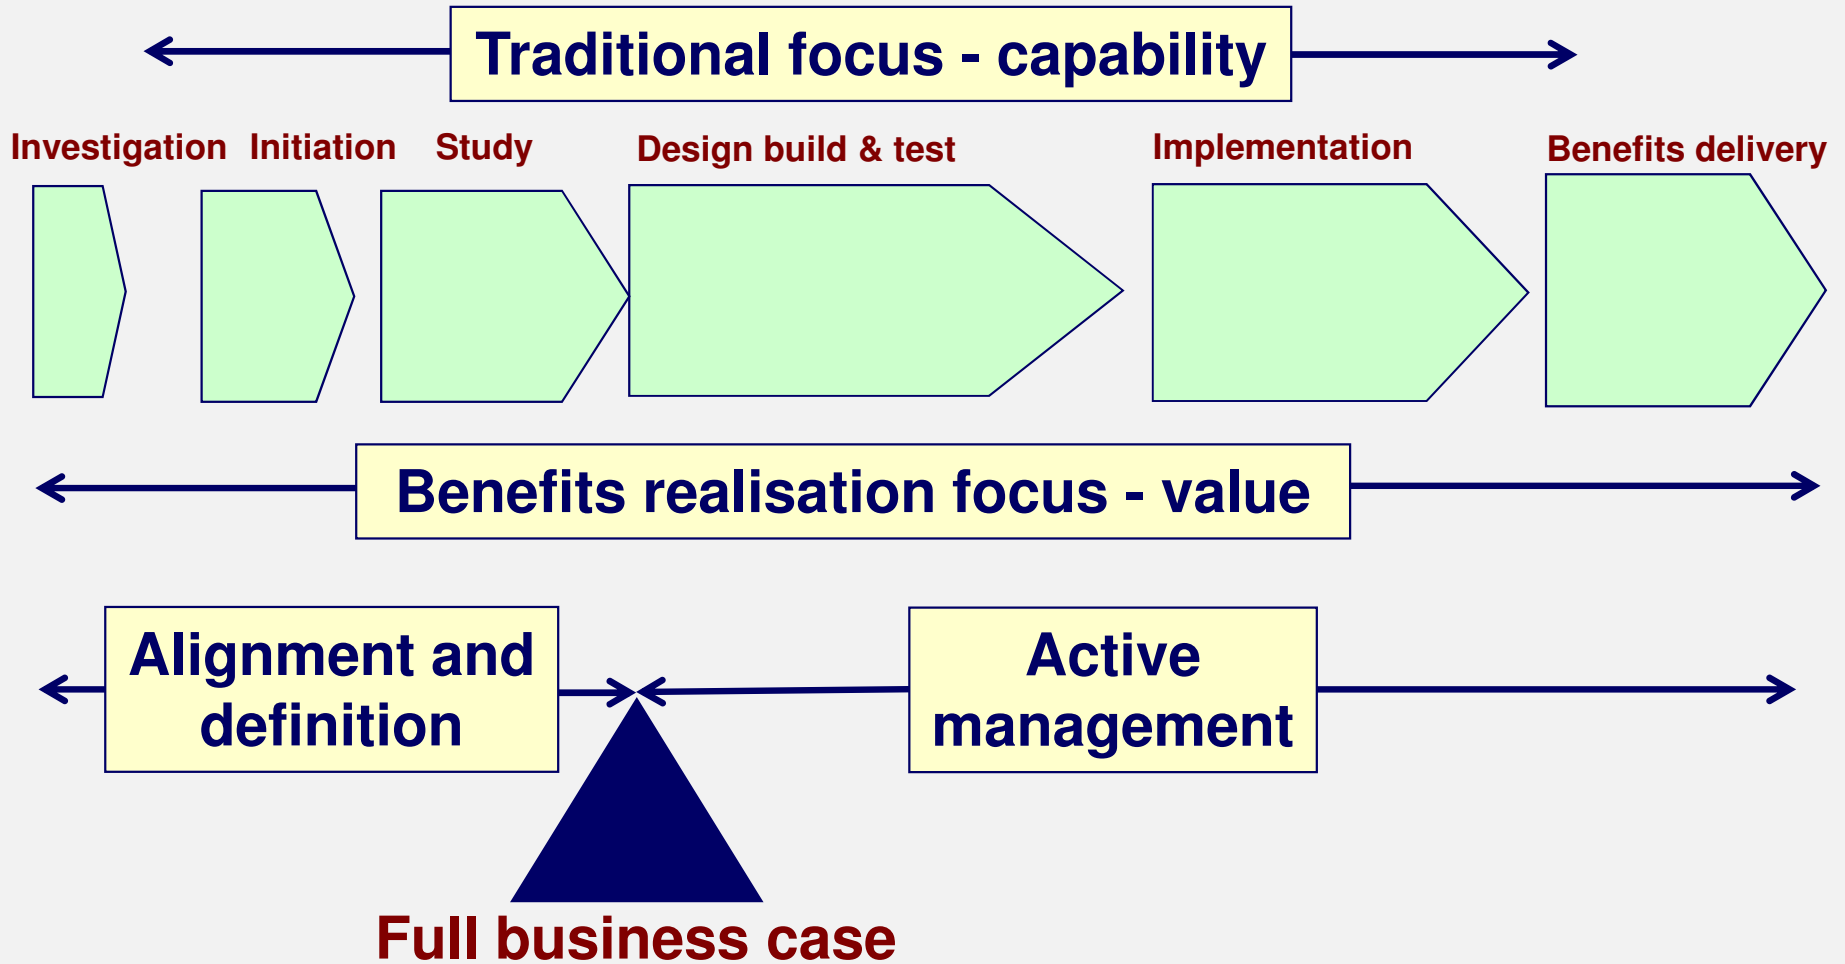 Traditional focus - capability
Investigation Initiation Study Design build & test Implementation Benefits delivery
Benefits realisation focus - value
Alignment and
definition
Active
management
Full business case